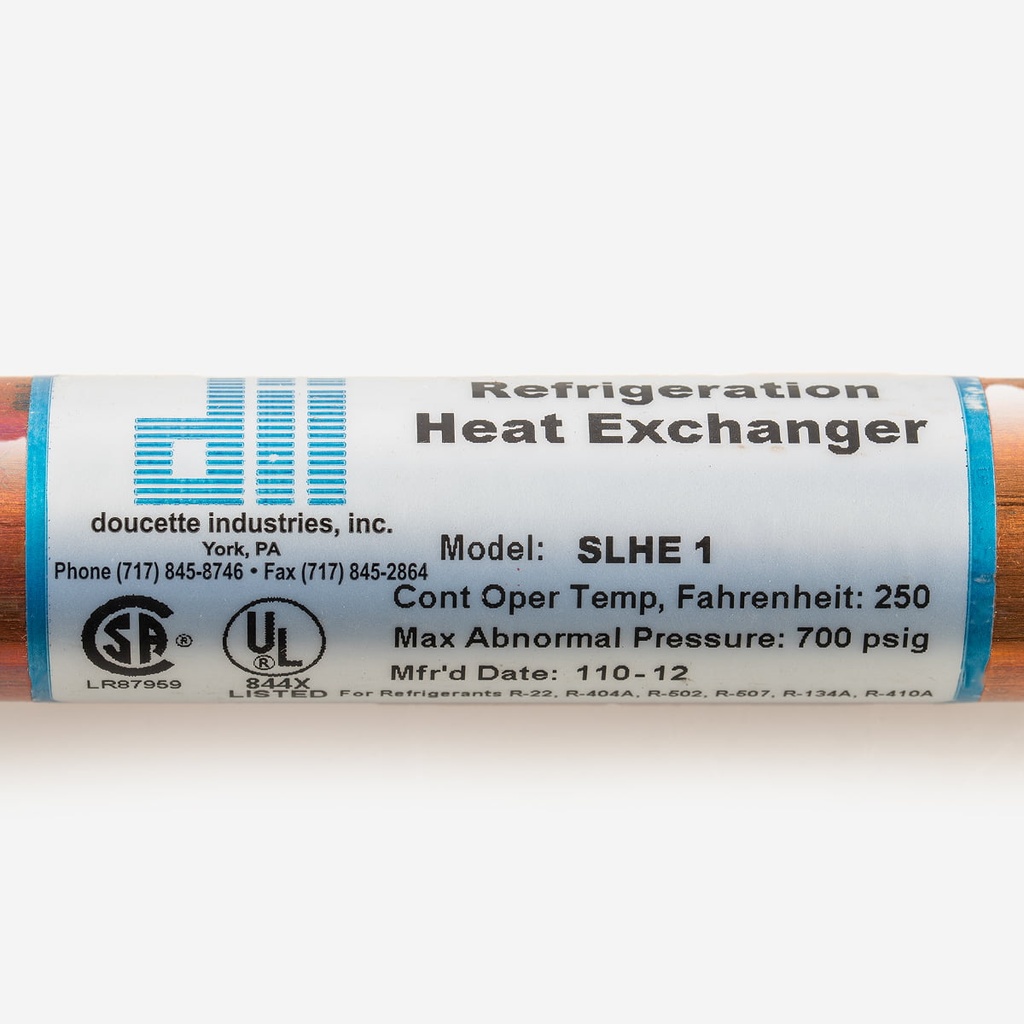 dii
Refrigeration
Heat Exchanger
doucette industries, inc.
York, PA
Phone (717) 845-8746 • Fax (717) 845-2864
Model: SLHE 1
Cont Oper Temp, Fahrenheit: 250
Max Abnormal Pressure: 700 psig
Mfr'd Date: 110-12
For Refrigerants R-22, R-404A, R-502, R-507, R-134A, R-410A
SA ®
LR87959
UL ®
844X
LISTED